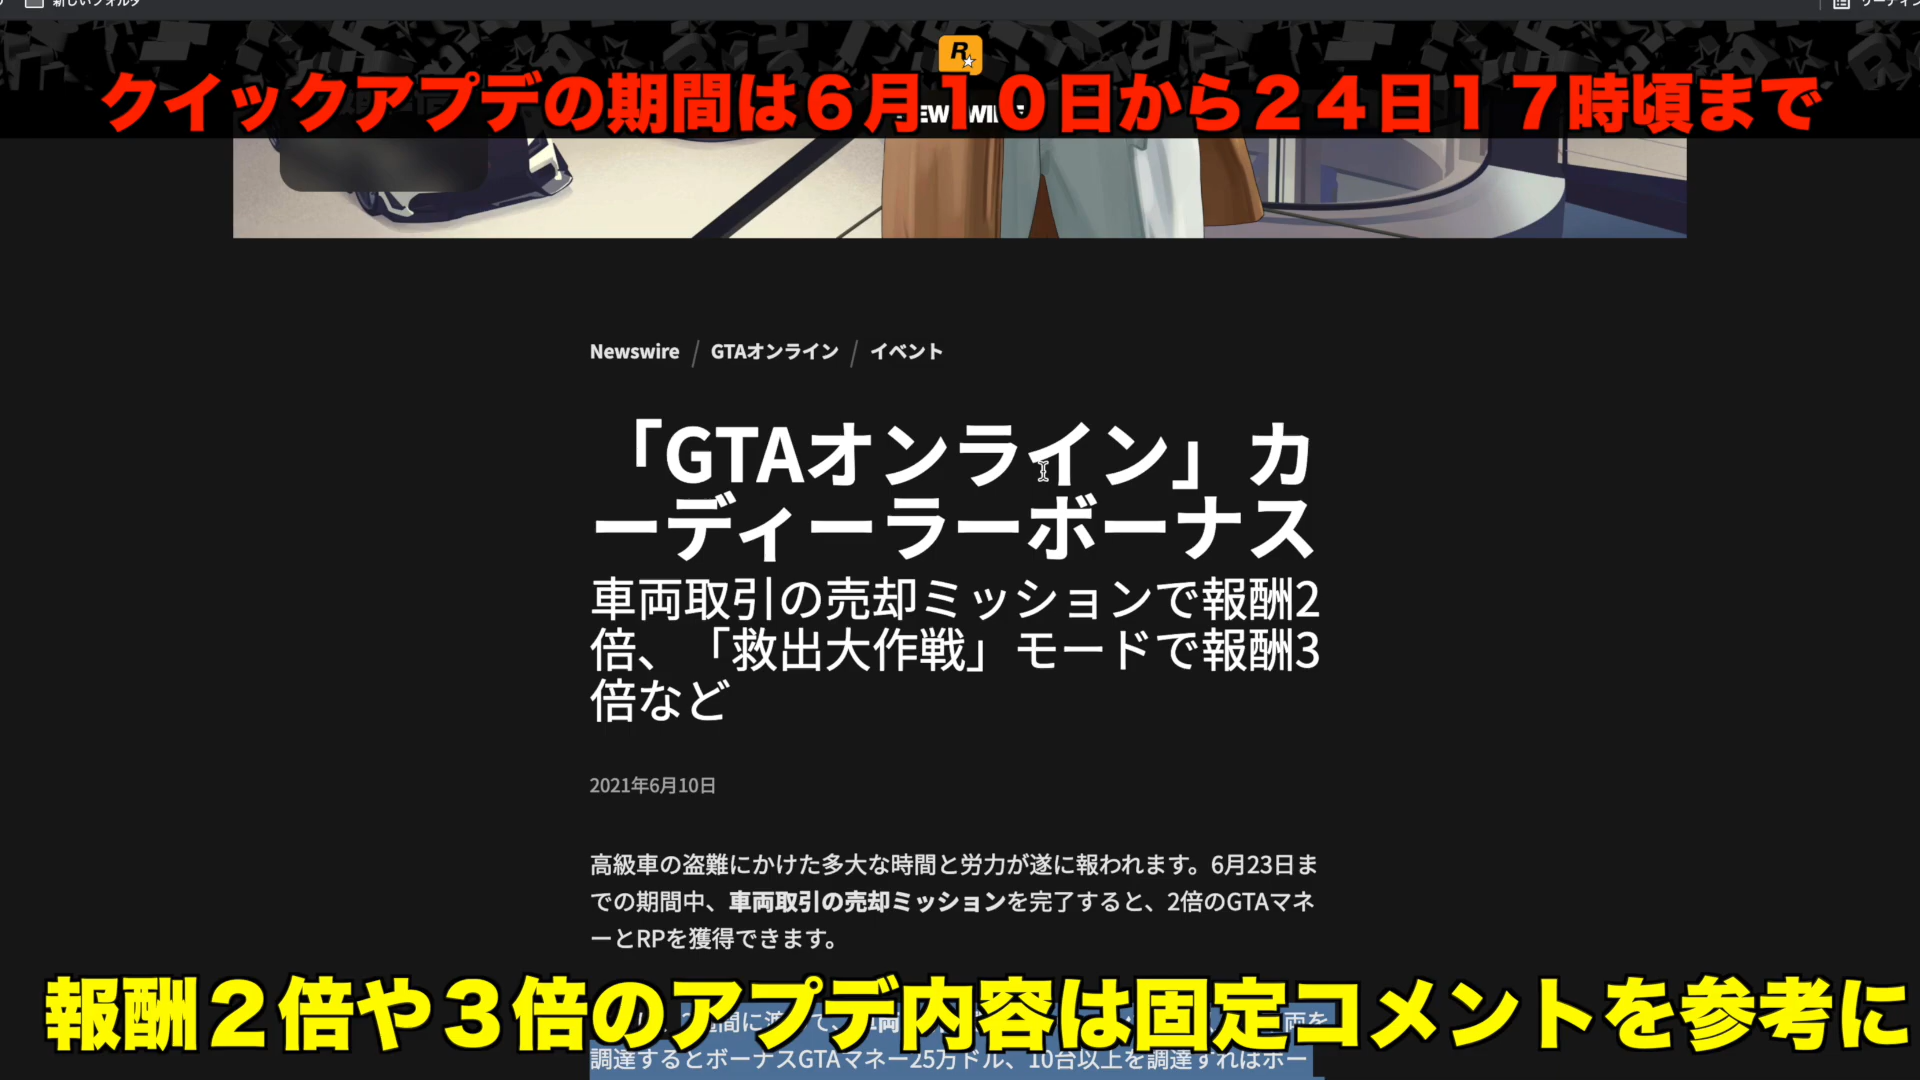 新しいフォルダ
クイックアプデの期間は６月１０日から２４日１７時頃まで
Newswire / GTAオンライン / イベント
「GTAオンライン」カ
ーディーラーボーナス
車両取引の売却ミッションで報酬2
倍、「救出大作戦」モードで報酬3
倍など
2021年6月10日
高級車の盗難にかけた多大な時間と労力が遂に報われます。6月23日ま
での期間中、車両取引の売却ミッションを完了すると、2倍のGTAマネ
ーとRPを獲得できます。
報酬２倍や３倍のアプデ内容は固定コメントを参考に
調達するとボーナスGTAマネー25万ドル、10台以上を調達すればボー